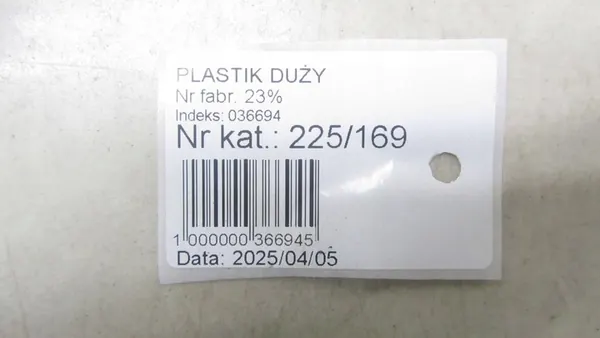 PLASTIK DUŻY
Nr fabr. 23%
Indeks: 036694
Nr kat.: 225/169
1 000000 366945
Data: 2025/04/05